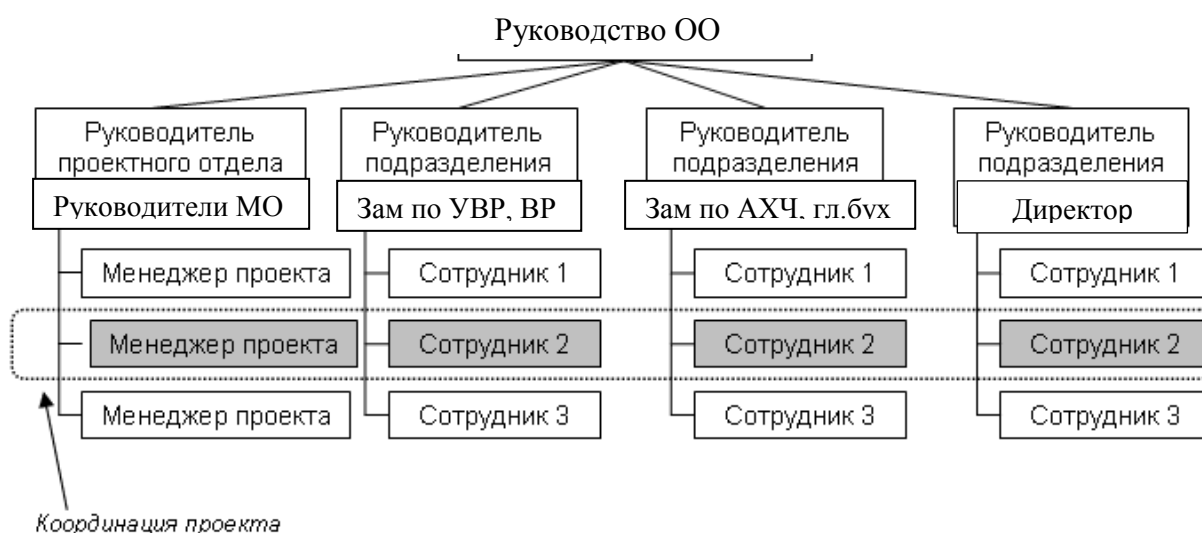 Руководство ОО
Руководитель
проектного отдела
Руководители МО
Руководитель
подразделения
Зам по УВР, ВР
Руководитель
подразделения
Зам по АХЧ, гл.бух
Руководитель
подразделения
Директор
Менеджер проекта
Сотрудник 1
Сотрудник 1
Сотрудник 1
Менеджер проекта
Сотрудник 2
Сотрудник 2
Сотрудник 2
Менеджер проекта
Сотрудник 3
Сотрудник 3
Сотрудник 3
Координация проекта